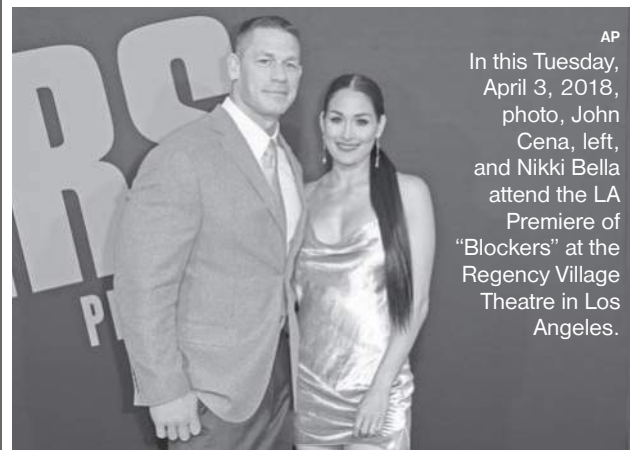 AP
In this Tuesday,
April 3, 2018,
photo, John
Cena, left,
and Nikki Bella
attend the LA
Premiere of
“Blockers” at the
Regency Village
Theatre in Los
Angeles.
RS
P